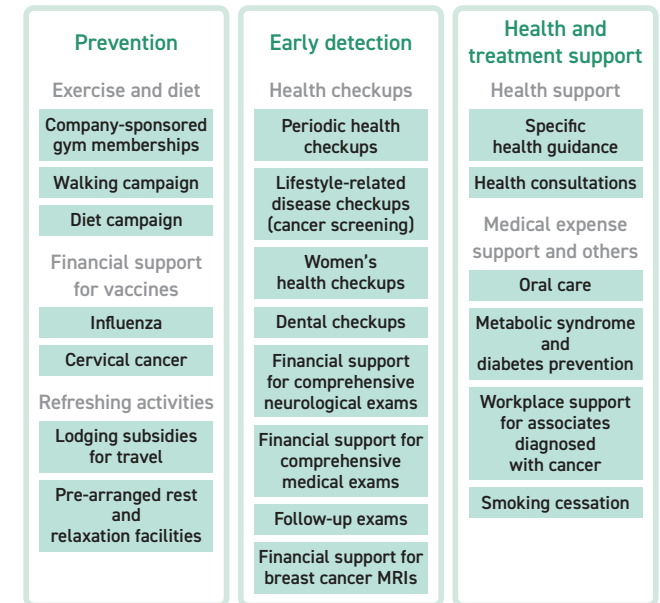 Prevention
Exercise and diet
Company-sponsored
gym memberships
Walking campaign
Diet campaign
Financial support
for vaccines
Influenza
Cervical cancer
Refreshing activities
Lodging subsidies
for travel
Pre-arranged rest
and
relaxation facilities
Early detection
Health checkups
Periodic health
checkups
Lifestyle-related
disease checkups
(cancer screening)
Women's
health checkups
Dental checkups
Financial support
for comprehensive
neurological exams
Financial support for
comprehensive
medical exams
Follow-up exams
Financial support for
breast cancer MRIs
Health and
treatment support
Health support
Specific
health guidance
Health consultations
Medical expense
support and others
Oral care
Metabolic syndrome
and
diabetes prevention
Workplace support
for associates
diagnosed
with cancer
Smoking cessation